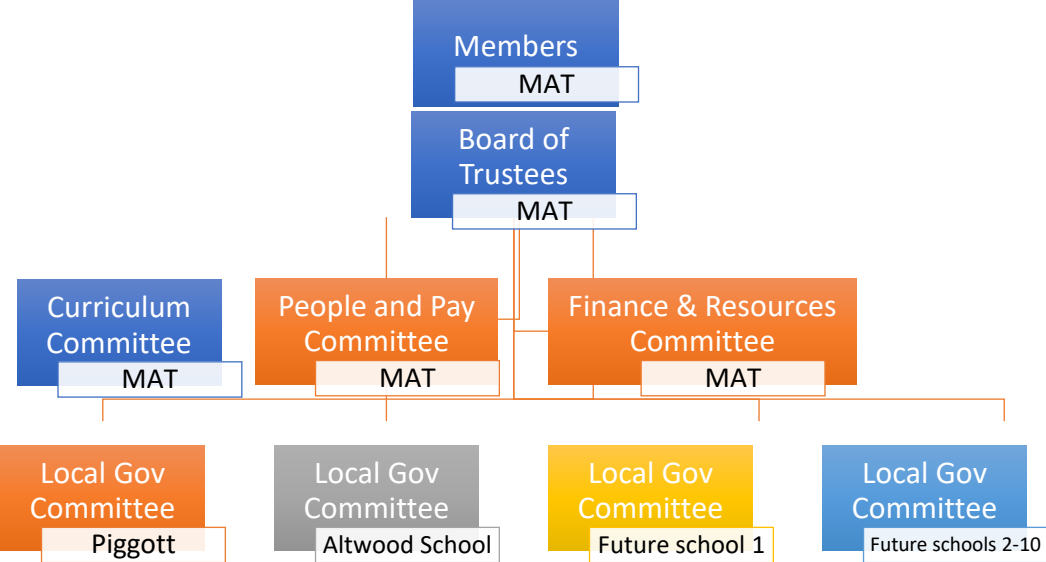 Members
MAT
Board of
Trustees
MAT
Curriculum
Committee
MAT
People and Pay
Committee
MAT
Finance & Resources
Committee
MAT
Local Gov
Committee
Piggott
Local Gov
Committee
Altwood School
Local Gov
Committee
Future school 1
Local Gov
Committee
Future schools 2-10